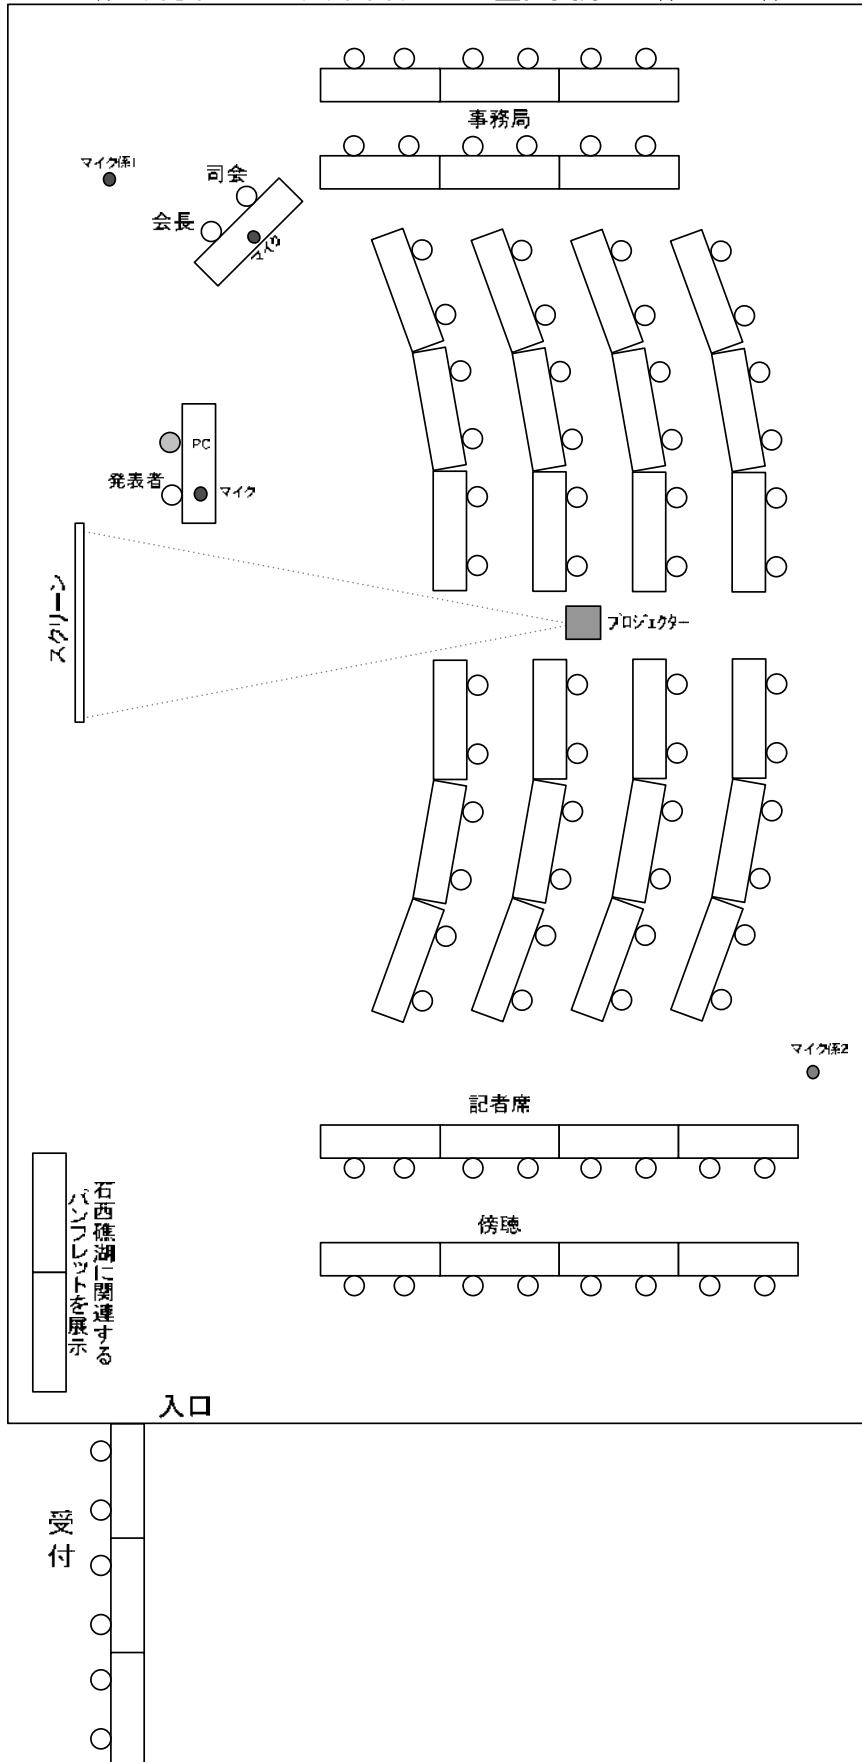 事務局
マイク係1
司会
会長
マイク
PC
発表者
マイク
スクリーン
プロジェクター
マイク係2
記者席
傍聴
石西礁湖に関連する
パンフレットを展示
入口
受付